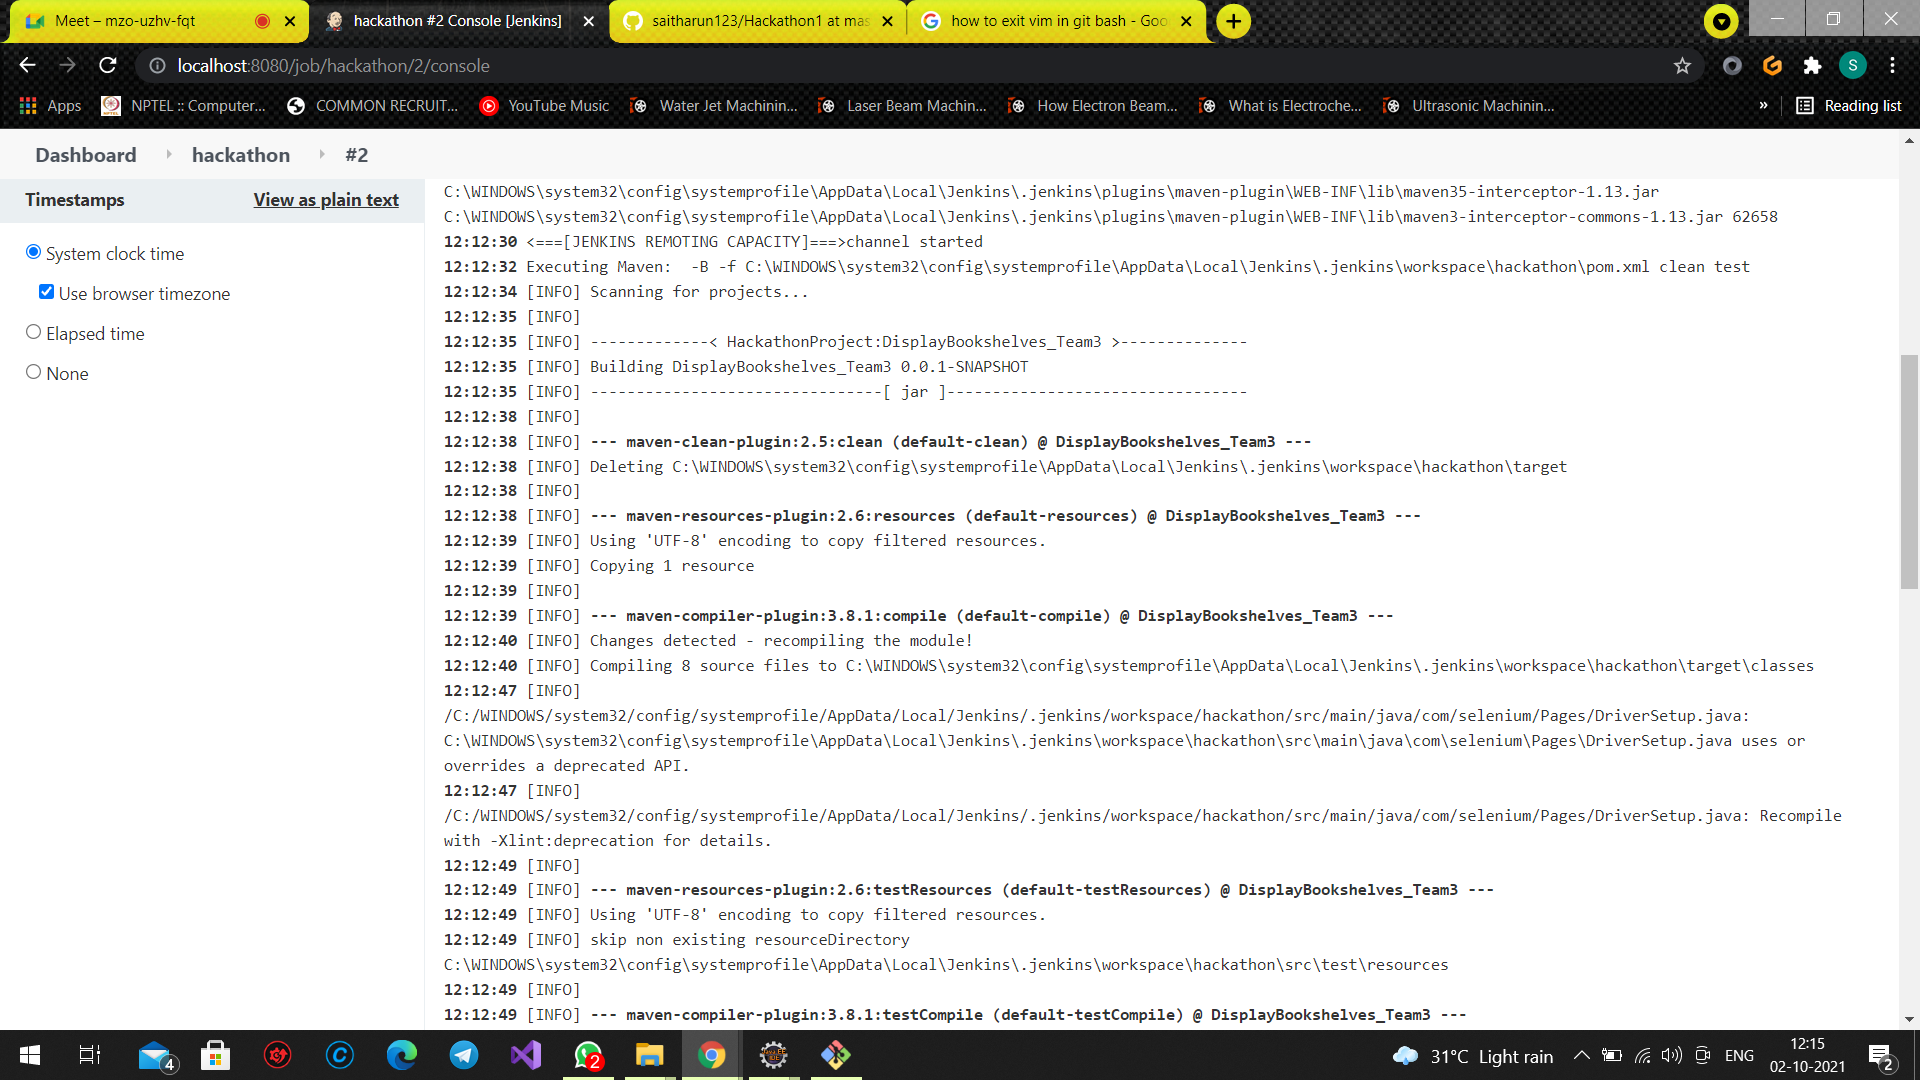 Meet – mzo-uzhv-fqt
hackathon #2 Console [Jenkins]
saitharun123/Hackathon1 at mas
how to exit vim in git bash - Goo
localhost:8080/job/hackathon/2/console
S
Apps
NPTEL :: Computer...
COMMON RECRUIT...
YouTube Music
Water Jet Machinin...
Laser Beam Machin...
How Electron Beam...
What is Electroche...
Ultrasonic Machinin...
»
Reading list
Dashboard
hackathon
#2
Timestamps
View as plain text
System clock time
Use browser timezone
Elapsed time
None
C:\WINDOWS\system32\config\systemprofile\AppData\Local\Jenkins\.jenkins\plugins\maven-plugin\WEB-INF\lib\maven35-interceptor-1.13.jar
C:\WINDOWS\system32\config\systemprofile\AppData\Local\Jenkins\.jenkins\plugins\maven-plugin\WEB-INF\lib\maven3-interceptor-commons-1.13.jar 62658
12:12:30 <===[JENKINS REMOTING CAPACITY]===>channel started
12:12:32 Executing Maven:  -B -f C:\WINDOWS\system32\config\systemprofile\AppData\Local\Jenkins\.jenkins\workspace\hackathon\pom.xml clean test
12:12:34 [INFO] Scanning for projects...
12:12:35 [INFO]
12:12:35 [INFO] -------------< HackathonProject:DisplayBookshelves_Team3 >--------------
12:12:35 [INFO] Building DisplayBookshelves_Team3 0.0.1-SNAPSHOT
12:12:35 [INFO] --------------------------------[ jar ]---------------------------------
12:12:38 [INFO]
12:12:38 [INFO] --- maven-clean-plugin:2.5:clean (default-clean) @ DisplayBookshelves_Team3 ---
12:12:38 [INFO] Deleting C:\WINDOWS\system32\config\systemprofile\AppData\Local\Jenkins\.jenkins\workspace\hackathon\target
12:12:38 [INFO]
12:12:38 [INFO] --- maven-resources-plugin:2.6:resources (default-resources) @ DisplayBookshelves_Team3 ---
12:12:39 [INFO] Using 'UTF-8' encoding to copy filtered resources.
12:12:39 [INFO] Copying 1 resource
12:12:39 [INFO]
12:12:39 [INFO] --- maven-compiler-plugin:3.8.1:compile (default-compile) @ DisplayBookshelves_Team3 ---
12:12:40 [INFO] Changes detected - recompiling the module!
12:12:40 [INFO] Compiling 8 source files to C:\WINDOWS\system32\config\systemprofile\AppData\Local\Jenkins\.jenkins\workspace\hackathon\target\classes
12:12:47 [INFO]
/C:/WINDOWS/system32/config/systemprofile/AppData/Local/Jenkins/.jenkins/workspace/hackathon/src/main/java/com/selenium/Pages/DriverSetup.java:
C:\WINDOWS\system32\config\systemprofile\AppData\Local\Jenkins\.jenkins\workspace\hackathon\src\main\java\com\selenium\Pages\DriverSetup.java uses or
overrides a deprecated API.
12:12:47 [INFO]
/C:/WINDOWS/system32/config/systemprofile/AppData/Local/Jenkins/.jenkins/workspace/hackathon/src/main/java/com/selenium/Pages/DriverSetup.java: Recompile
with -Xlint:deprecation for details.
12:12:49 [INFO]
12:12:49 [INFO] --- maven-resources-plugin:2.6:testResources (default-testResources) @ DisplayBookshelves_Team3 ---
12:12:49 [INFO] Using 'UTF-8' encoding to copy filtered resources.
12:12:49 [INFO] skip non existing resourceDirectory
C:\WINDOWS\system32\config\systemprofile\AppData\Local\Jenkins\.jenkins\workspace\hackathon\src\test\resources
12:12:49 [INFO]
12:12:49 [INFO] --- maven-compiler-plugin:3.8.1:testCompile (default-testCompile) @ DisplayBookshelves_Team3 ---
4
2
31°C Light rain
ENG
12:15
02-10-2021
2